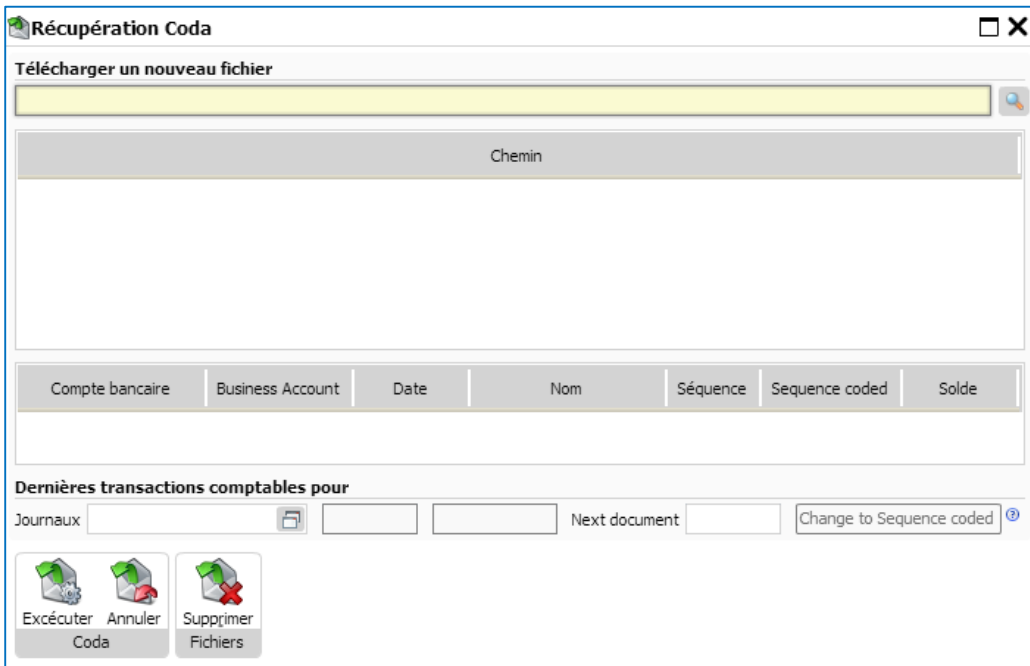 Récupération Coda
Télécharger un nouveau fichier
Chemin
Compte bancaire Business Account Date Nom Séquence Sequence coded Solde
Dernières transactions comptables pour
Journaux Next document Change to Sequence coded ?
Excécuter Annuler Supprimer
Coda Fichiers